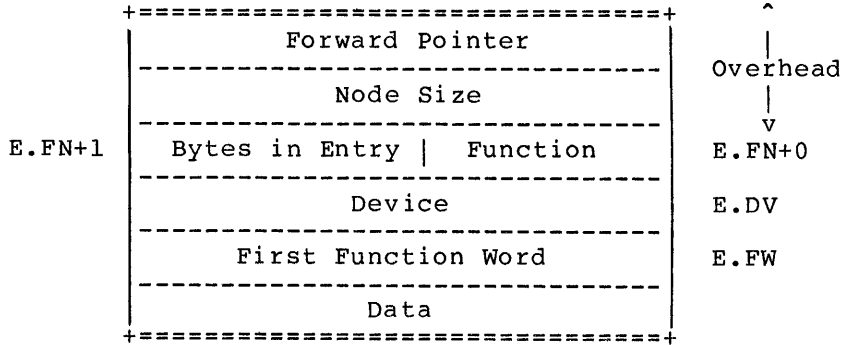 Forward Pointer
Overhead
Node Size
E.FN+1 Bytes in Entry | Function E.FN+0
Device E.DV
First Function Word E.FW
Data